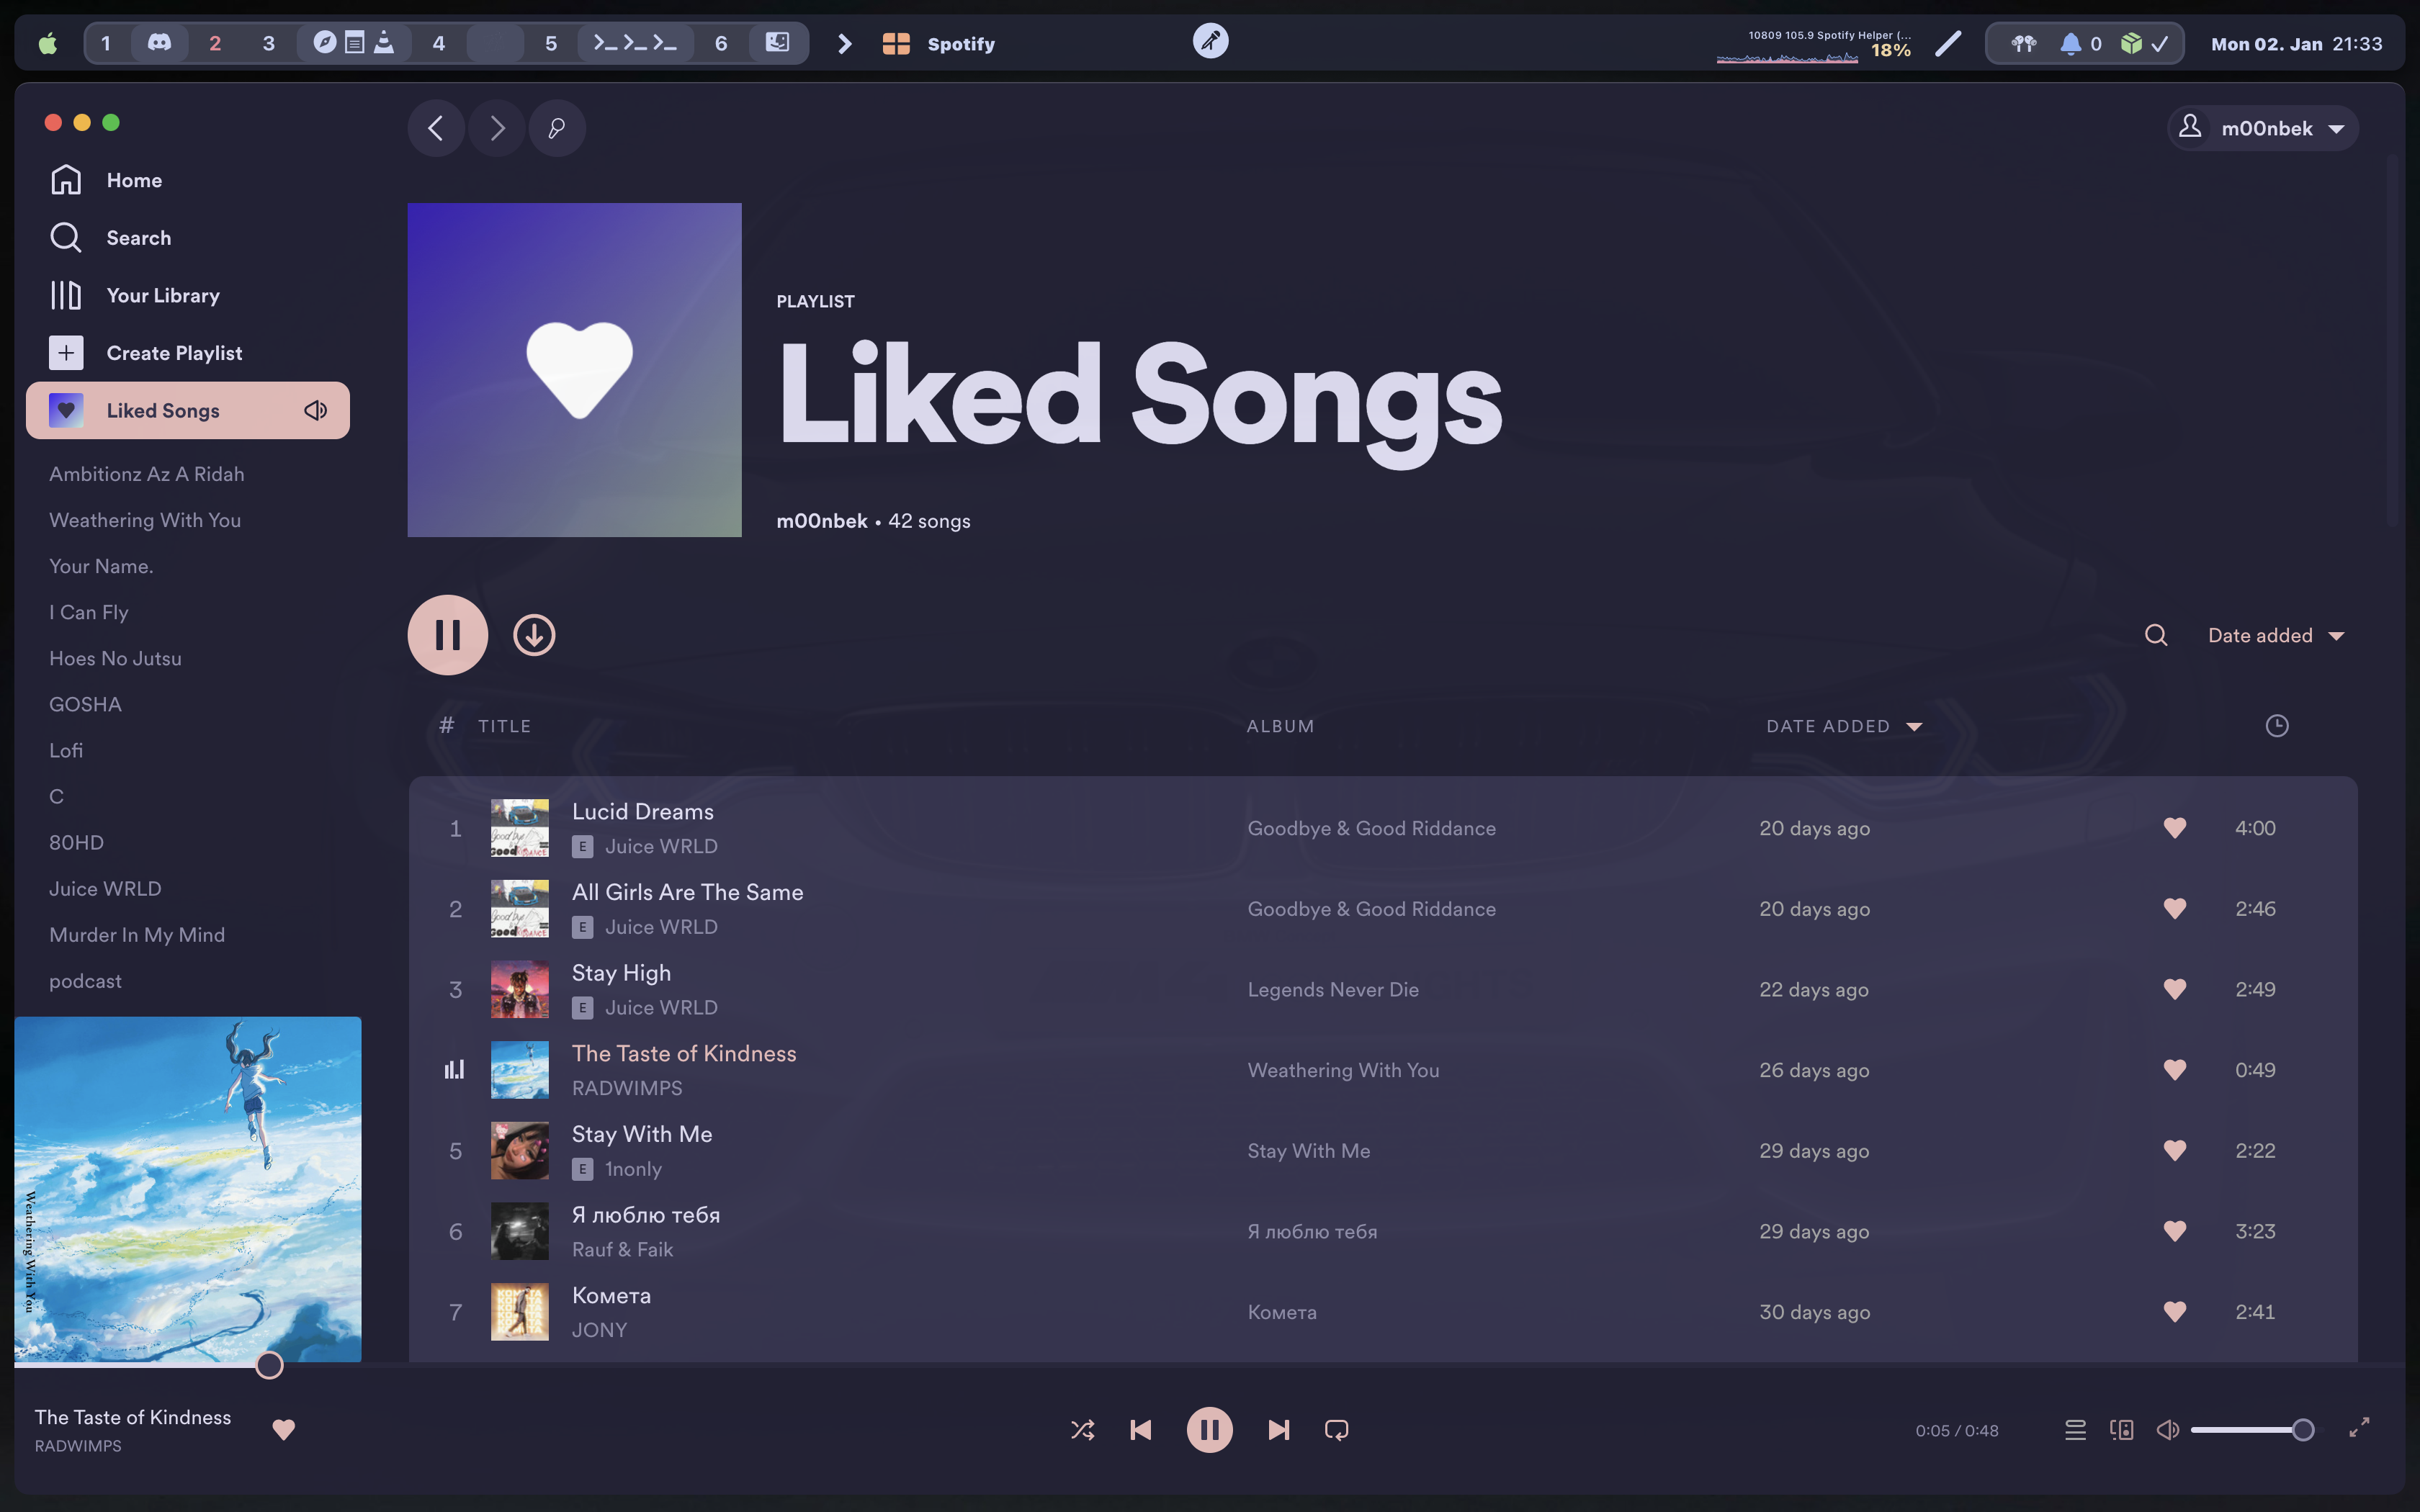 1 2 3 4 5 6 Spotify
10809 105.9 Spotify Helper (...
18%
0
Mon 02. Jan 21:33
m00nbek
Home
Search
Your Library
Create Playlist
Liked Songs
Ambitionz Az A Ridah
Weathering With You
Your Name.
I Can Fly
Hoes No Jutsu
GOSHA
Lofi
C
80HD
Juice WRLD
Murder In My Mind
podcast
Weathering With You
PLAYLIST
Liked Songs
m00nbek • 42 songs
Date added
# TITLE ALBUM DATE ADDED
1 Lucid Dreams Goodbye & Good Riddance 20 days ago 4:00
E Juice WRLD
2 All Girls Are The Same Goodbye & Good Riddance 20 days ago 2:46
E Juice WRLD
3 Stay High Legends Never Die 22 days ago 2:49
E Juice WRLD
The Taste of Kindness Weathering With You 26 days ago 0:49
RADWIMPS
5 Stay With Me Stay With Me 29 days ago 2:22
E 1nonly
6 Я люблю тебя Я люблю тебя 29 days ago 3:23
Rauf & Faik
7 Комета Комета 30 days ago 2:41
JONY
The Taste of Kindness
RADWIMPS
0:05 / 0:48